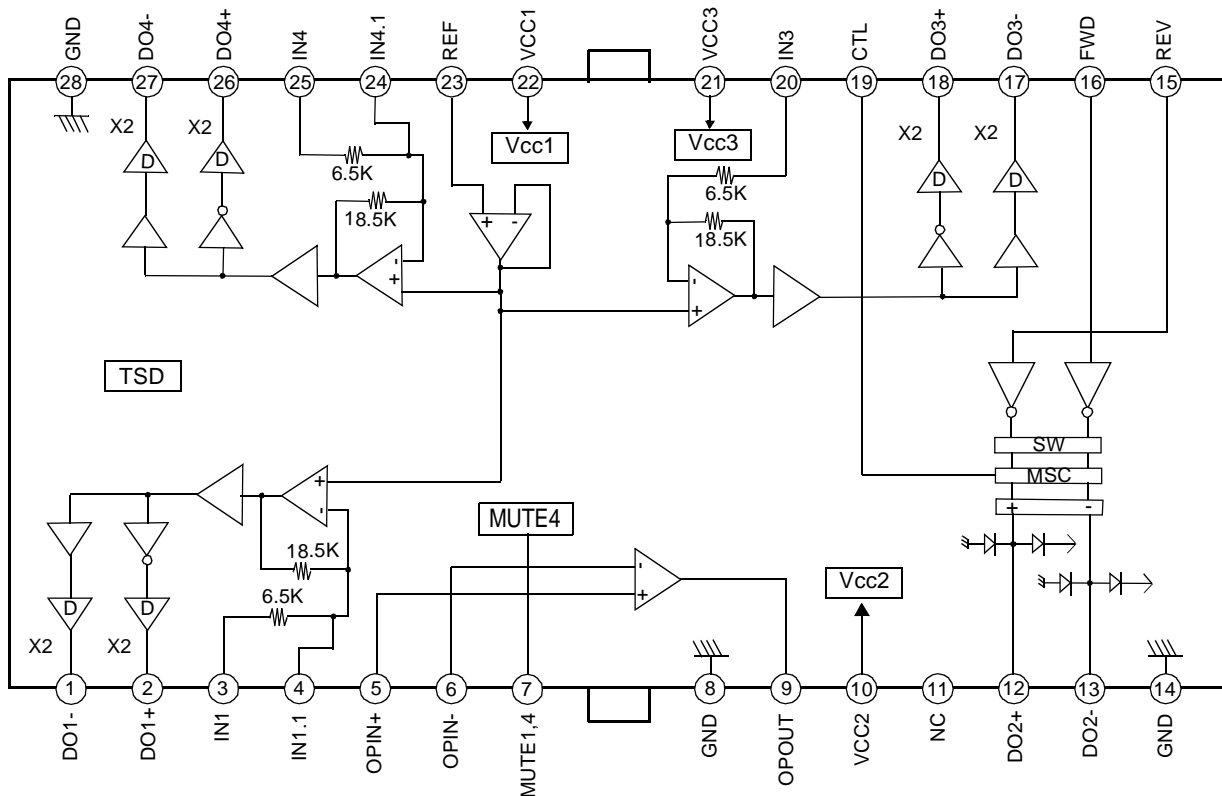 GND
DO4-
DO4+
IN4
IN4.1
REF
VCC1
VCC3
IN3
CTL
DO3+
DO3-
FWD
REV
28
27
26
25
24
23
22
21
20
19
18
17
16
15
X2
X2
Vcc1
Vcc3
X2
X2
D
D
6.5K
6.5K
D
D
18.5K
+ -
18.5K
-
+
-
+
TSD
SW
MSC
+ -
+
-
MUTE4
18.5K
-
+
Vcc2
6.5K
D
D
X2
X2
1
2
3
4
5
6
7
8
9
10
11
12
13
14
DO1-
DO1+
IN1
IN1.1
OPIN+
OPIN-
MUTE1,4
GND
OPOUT
VCC2
NC
DO2+
DO2-
GND